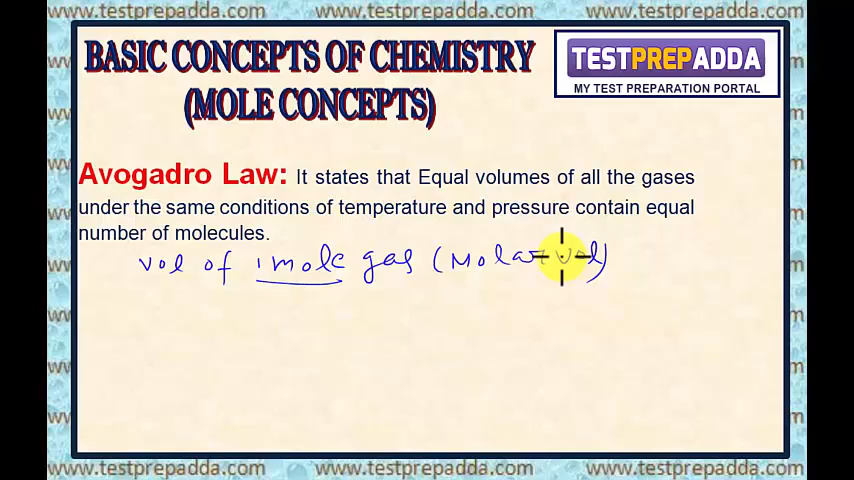 www.testprepadda.com www.testprepadda.com www.testprepadda.com
BASIC CONCEPTS OF CHEMISTRY
(MOLE CONCEPTS)
TESTPREPADDA
MY TEST PREPARATION PORTAL
Avogadro Law: It states that Equal volumes of all the gases
under the same conditions of temperature and pressure contain equal
number of molecules.
vol of 1mole gas (Molar vol)
www.testprepadda.com www.testprepadda.com www.testprepadda.com